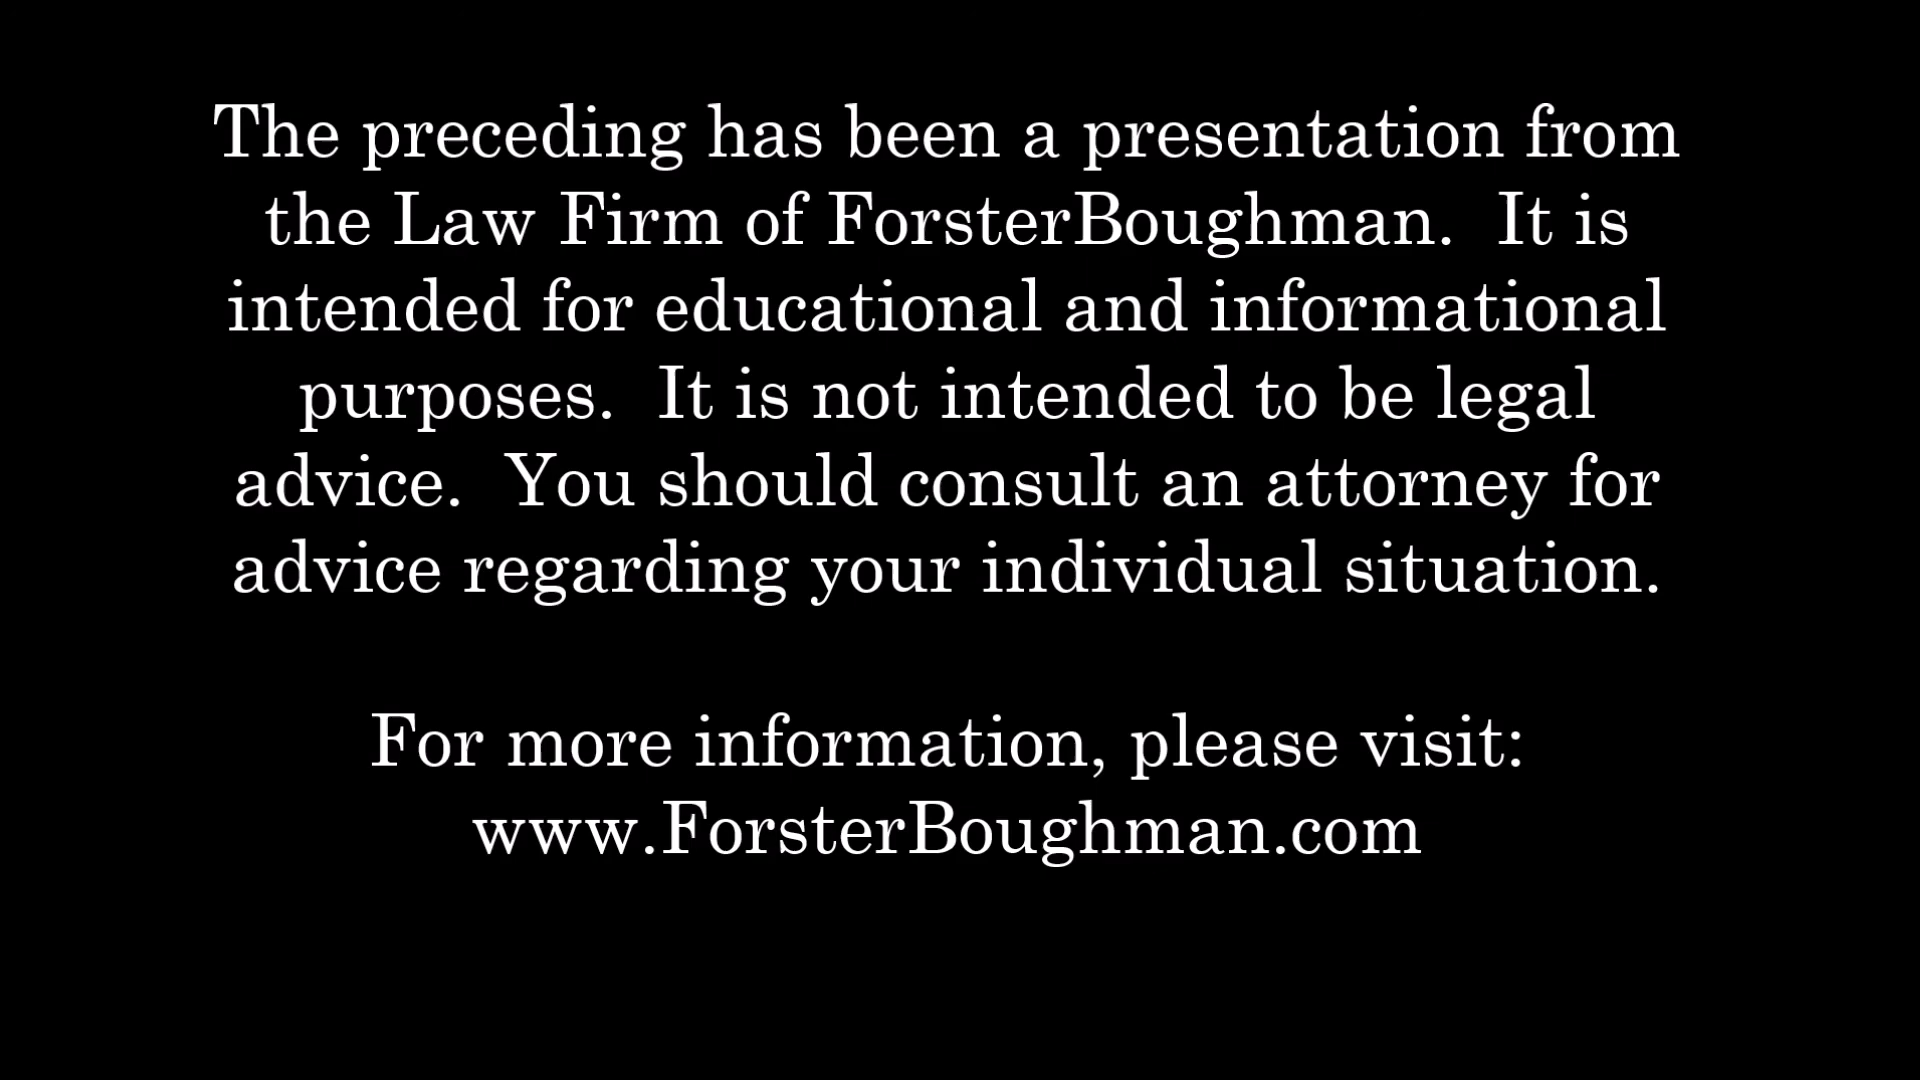 The preceding has been a presentation from
the Law Firm of ForsterBoughman.  It is
intended for educational and informational
purposes.  It is not intended to be legal
advice.  You should consult an attorney for
advice regarding your individual situation.
For more information, please visit:
www.ForsterBoughman.com